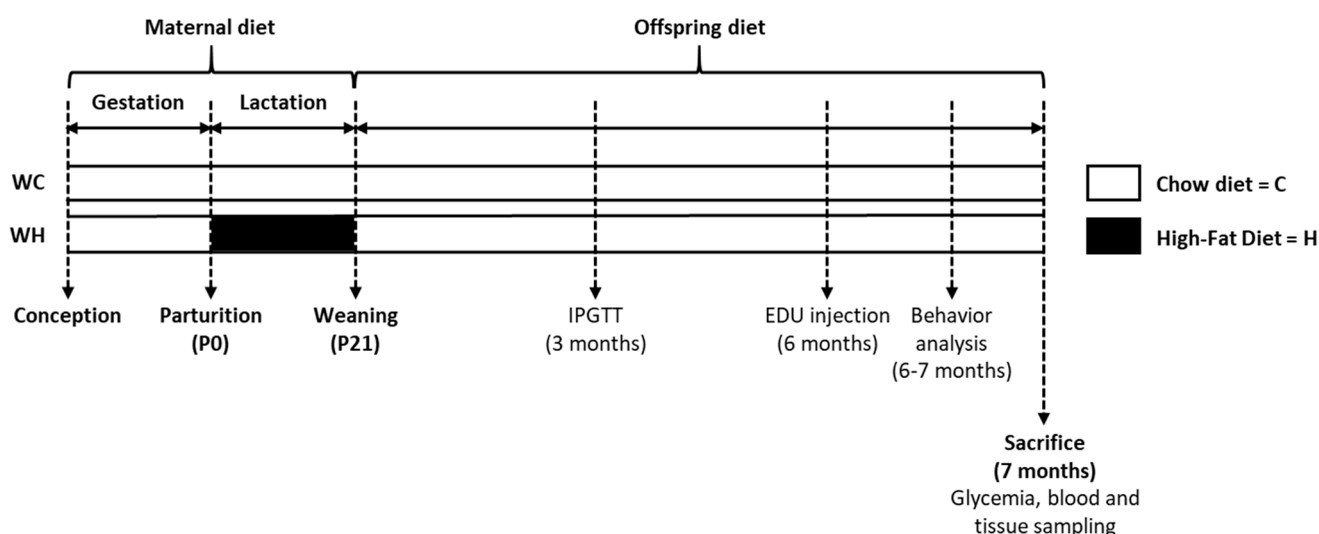 Maternal diet
Offspring diet
Gestation
Lactation
WC
WH
Chow diet = C
High-Fat Diet = H
Conception
Parturition
(P0)
Weaning
(P21)
IPGTT
(3 months)
EDU injection
(6 months)
Behavior
analysis
(6-7 months)
Sacrifice
(7 months)
Glycemia, blood and
tissue sampling